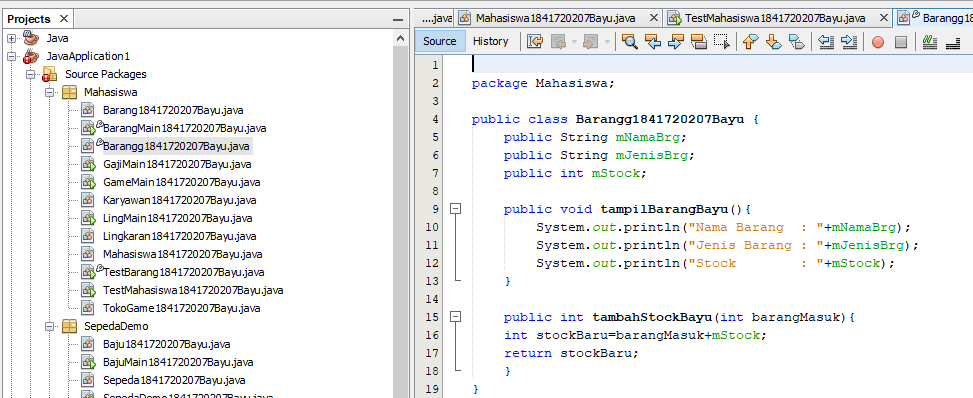 Projects ×
Java
JavaApplication1
Source Packages
Mahasiswa
Barang1841720207Bayu.java
BarangMain1841720207Bayu.java
Barangg1841720207Bayu.java
GajiMain1841720207Bayu.java
GameMain1841720207Bayu.java
Karyawan1841720207Bayu.java
LingMain1841720207Bayu.java
Lingkaran1841720207Bayu.java
Mahasiswa1841720207Bayu.java
TestBarang1841720207Bayu.java
TestMahasiswa1841720207Bayu.java
TokoGame1841720207Bayu.java
SepedaDemo
Baju1841720207Bayu.java
BajuMain1841720207Bayu.java
Sepeda1841720207Bayu.java
SepedaDemo1841720207Bayu.java
....java Mahasiswa1841720207Bayu.java × TestMahasiswa1841720207Bayu.java × Barangg18
Source History
1
2 package Mahasiswa;
3
4 public class Barangg1841720207Bayu {
5 public String mNamaBrg;
6 public String mJenisBrg;
7 public int mStock;
8
9 public void tampilBarangBayu(){
10 System.out.println("Nama Barang  : "+mNamaBrg);
11 System.out.println("Jenis Barang : "+mJenisBrg);
12 System.out.println("Stock        : "+mStock);
13 }
14
15 public int tambahStockBayu(int barangMasuk){
16 int stockBaru=barangMasuk+mStock;
17 return stockBaru;
18 }
19 }